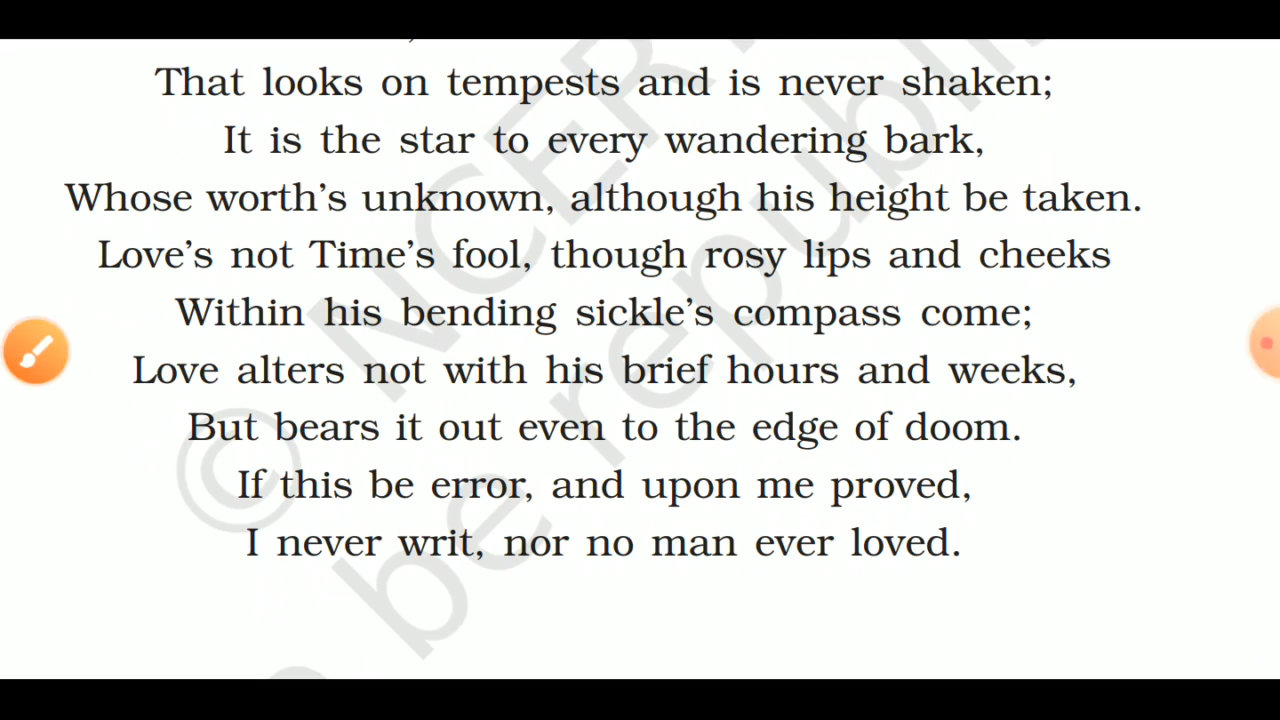 That looks on tempests and is never shaken;
It is the star to every wandering bark,
Whose worth’s unknown, although his height be taken.
Love’s not Time’s fool, though rosy lips and cheeks
Within his bending sickle’s compass come;
Love alters not with his brief hours and weeks,
But bears it out even to the edge of doom.
If this be error, and upon me proved,
I never writ, nor no man ever loved.
© NCER
be republi